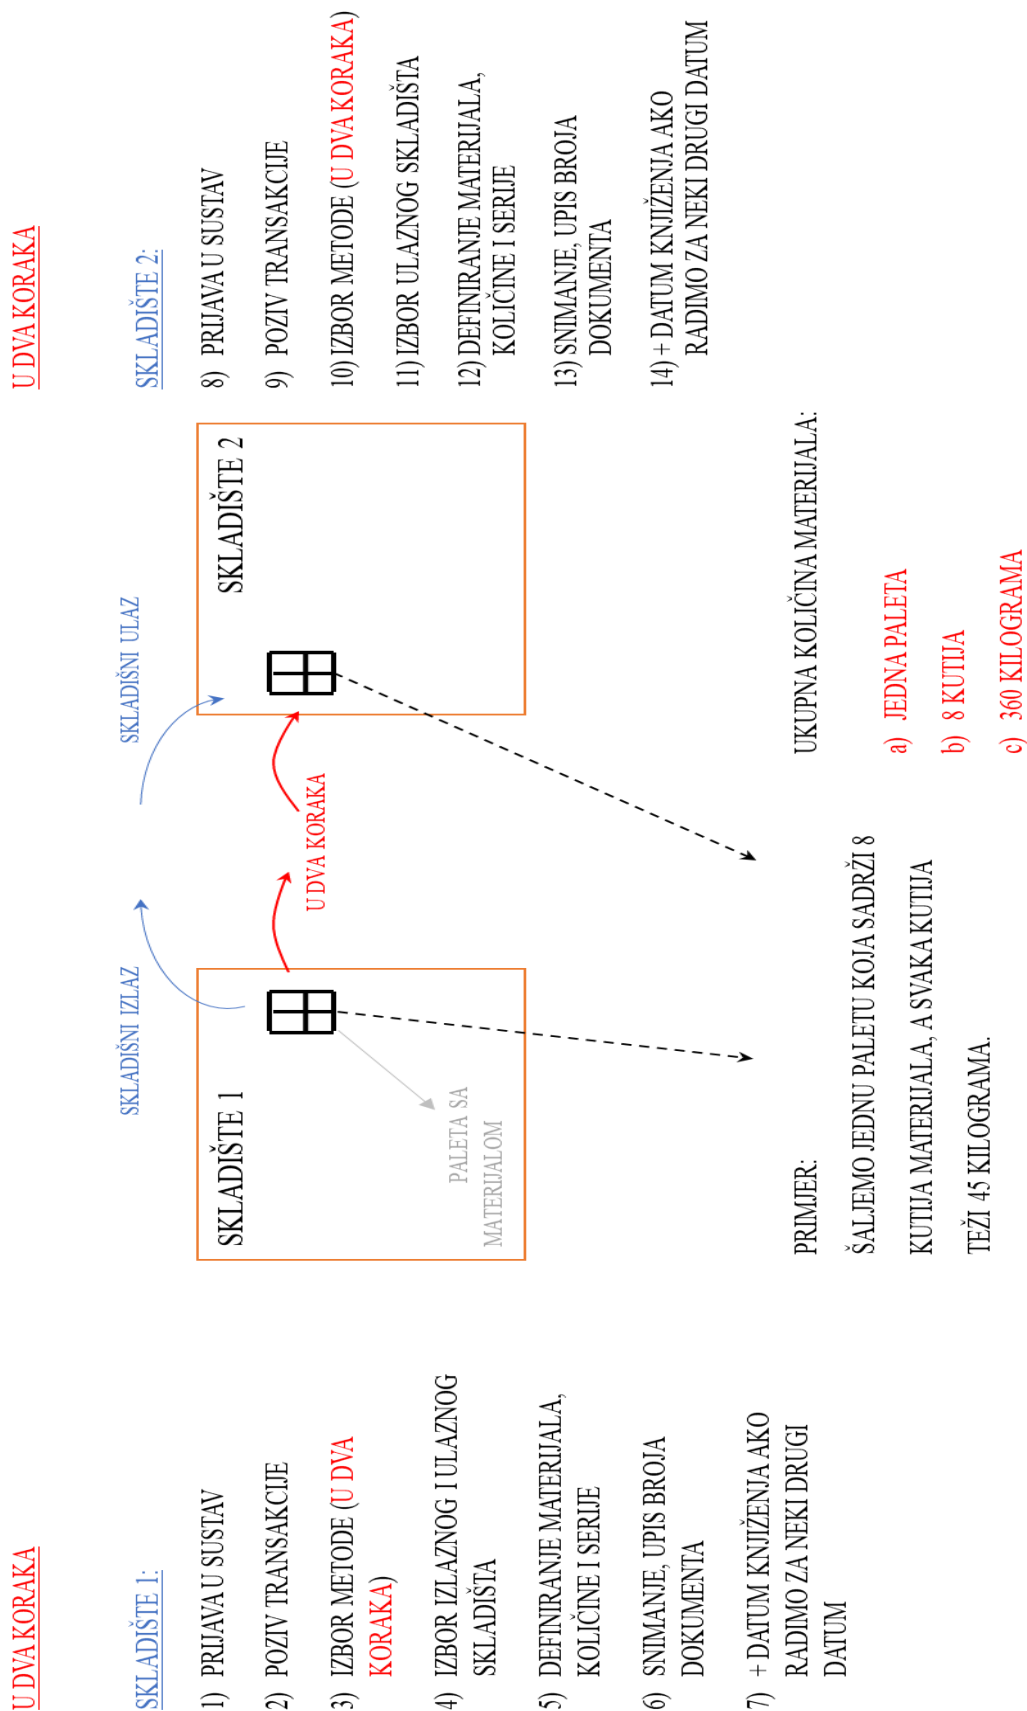 U DVA KORAKA
SKLADIŠTE 1:
1) PRIJAVA U SUSTAV
2) POZIV TRANSAKCIJE
3) IZBOR METODE (U DVA
KORAKA)
4) IZBOR IZLAZNOG I ULAZNOG
SKLADIŠTA
5) DEFINIRANJE MATERIJALA,
KOLIČINE I SERIJE
6) SNIMANJE, UPIS BROJA
DOKUMENTA
7) + DATUM KNJIŽENJA AKO
RADIMO ZA NEKI DRUGI
DATUM
SKLADIŠNI IZLAZ
SKLADIŠNI ULAZ
SKLADIŠTE 1
SKLADIŠTE 2
U DVA KORAKA
PALETA SA
MATERIJALOM
PRIMJER:
ŠALJEMO JEDNU PALETU KOJA SADRŽI 8
KUTIJA MATERIJALA, A SVAKA KUTIJA
TEŽI 45 KILOGRAMA.
UKUPNA KOLIČINA MATERIJALA:
a) JEDNA PALETA
b) 8 KUTIJA
c) 360 KILOGRAMA
U DVA KORAKA
SKLADIŠTE 2:
8) PRIJAVA U SUSTAV
9) POZIV TRANSAKCIJE
10) IZBOR METODE (U DVA KORAKA)
11) IZBOR ULAZNOG SKLADIŠTA
12) DEFINIRANJE MATERIJALA,
KOLIČINE I SERIJE
13) SNIMANJE, UPIS BROJA
DOKUMENTA
14) + DATUM KNJIŽENJA AKO
RADIMO ZA NEKI DRUGI DATUM